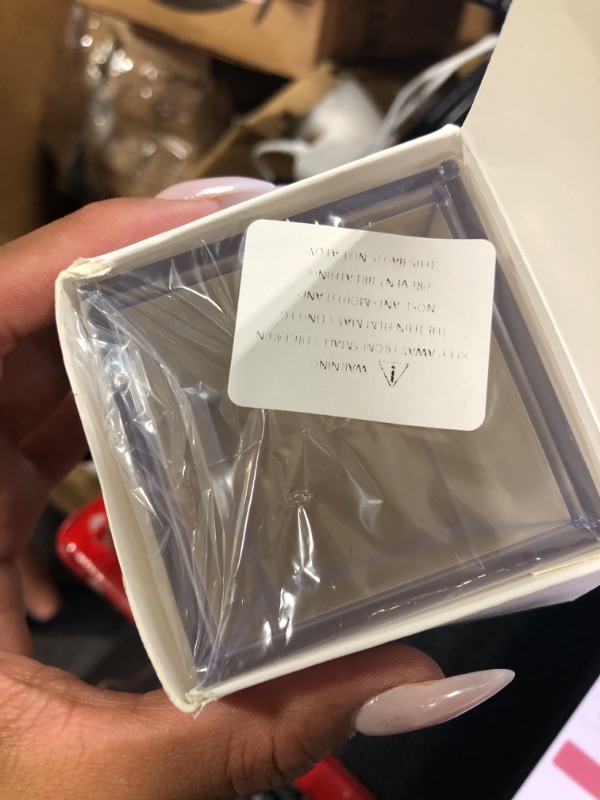 WARNING
KEEP AWAY FROM SMALL CHILDREN
THE THIN FILM MAY CLING TO
NOSE AND MOUTH AND
PREVENT BREATHING
THIS BAG IS NOT A TOY